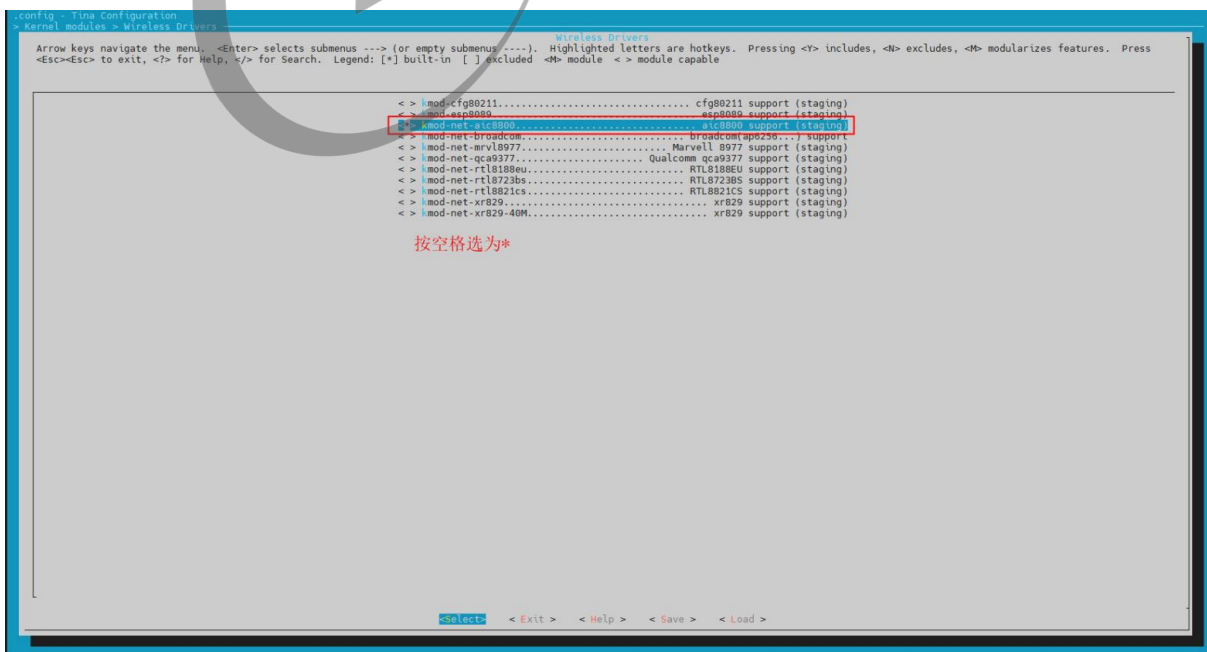 .config - Tina Configuration
> Kernel modules > Wireless Drivers
Wireless Drivers
Arrow keys navigate the menu. <Enter> selects submenus ---> (or empty submenus ----). Highlighted letters are hotkeys. Pressing <Y> includes, <N> excludes, <M> modularizes features. Press
<Esc><Esc> to exit, <?> for Help, </> for Search. Legend: [*] built-in [ ] excluded <M> module < > module capable
< > kmod-cfg80211................................. cfg80211 support (staging)
< > kmod-esp8089.................................... esp8089 support (staging)
<*> kmod-net-aic8800............................... aic8800 support (staging)
< > kmod-net-broadcom............................ broadcom(ap6256...) support
< > kmod-net-mrvl8977......................... Marvell 8977 support (staging)
< > kmod-net-qca9377...................... Qualcomm qca9377 support (staging)
< > kmod-net-rtl8188eu........................... RTL8188EU support (staging)
< > kmod-net-rtl8723bs........................... RTL8723BS support (staging)
< > kmod-net-rtl8821cs........................... RTL8821CS support (staging)
< > kmod-net-xr829................................... xr829 support (staging)
< > kmod-net-xr829-40M............................... xr829 support (staging)
按空格选为*
<Select> < Exit > < Help > < Save > < Load >